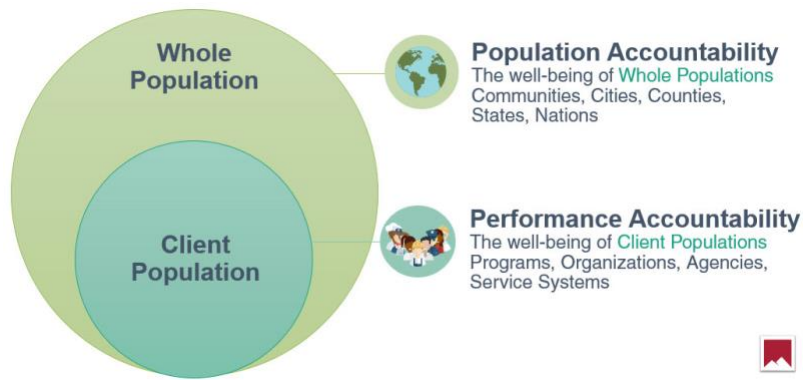 Whole
Population
Population Accountability
The well-being of Whole Populations
Communities, Cities, Counties,
States, Nations
Client
Population
Performance Accountability
The well-being of Client Populations
Programs, Organizations, Agencies,
Service Systems